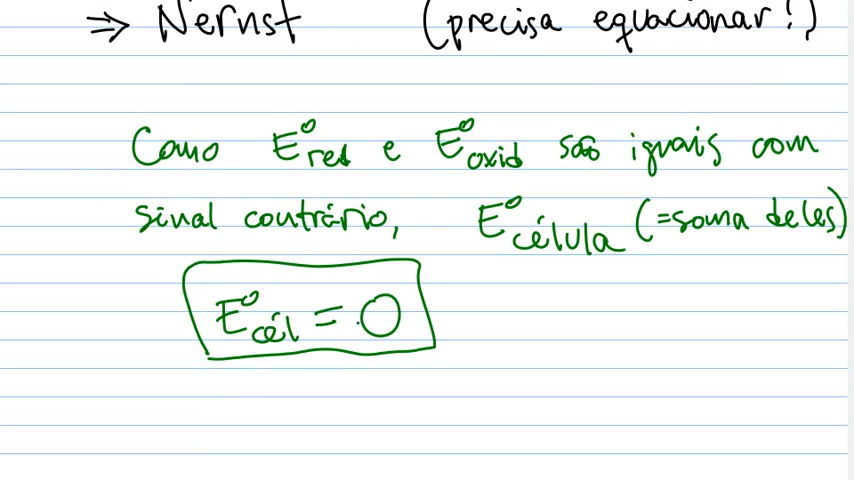 ⇒ Nernst (precisa equacionar?)
Como E°red e E°oxid são iguais com
sinal contrário, E°célula (=soma deles)
E°cél = 0